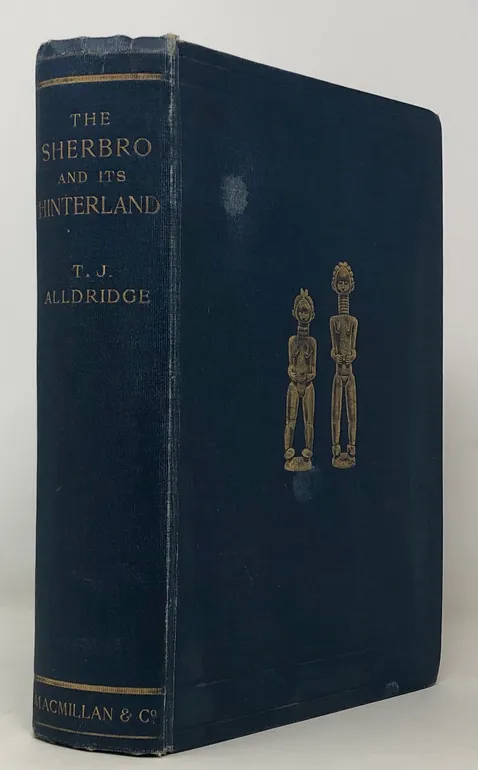 THE
SHERBRO
AND ITS
HINTERLAND
T. J.
ALLDRIDGE
MACMILLAN & Cº